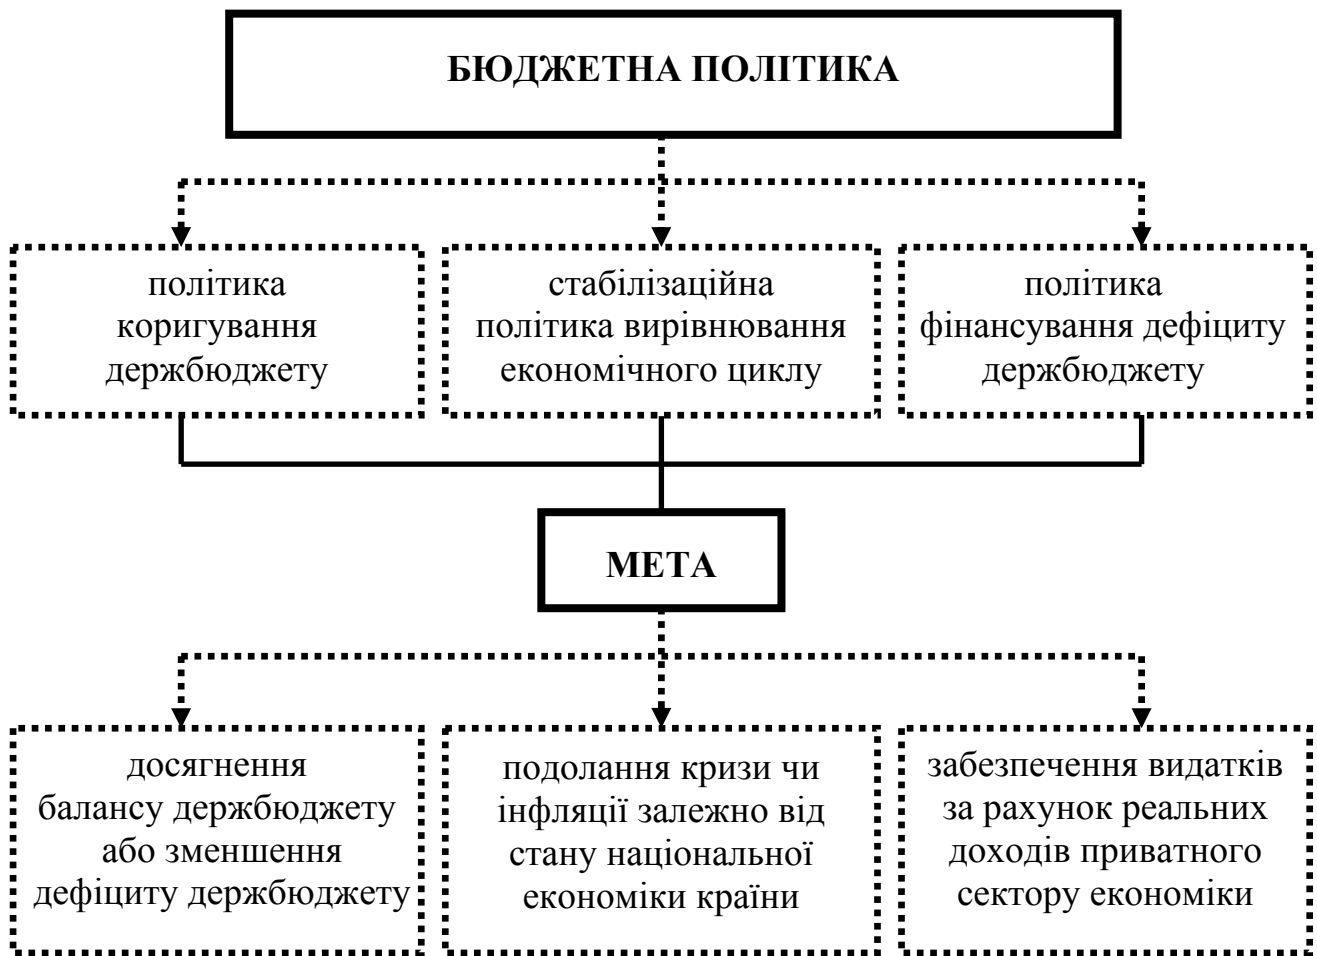 БЮДЖЕТНА ПОЛІТИКА
політика
коригування
держбюджету
стабілізаційна
політика вирівнювання
економічного циклу
політика
фінансування дефіциту
держбюджету
МЕТА
досягнення
балансу держбюджету
або зменшення
дефіциту держбюджету
подолання кризи чи
інфляції залежно від
стану національної
економіки країни
забезпечення видатків
за рахунок реальних
доходів приватного
сектору економіки